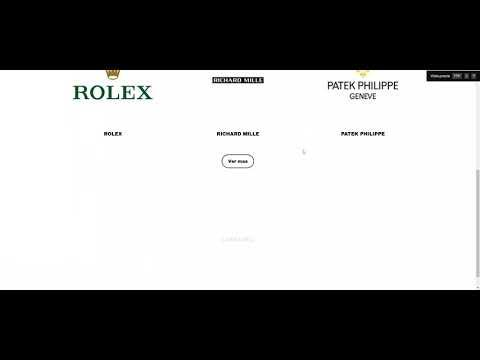 ROLEX
RICHARD MILLE
PATEK PHILIPPE
GENEVE
ROLEX
RICHARD MILLE
PATEK PHILIPPE
Ver mas